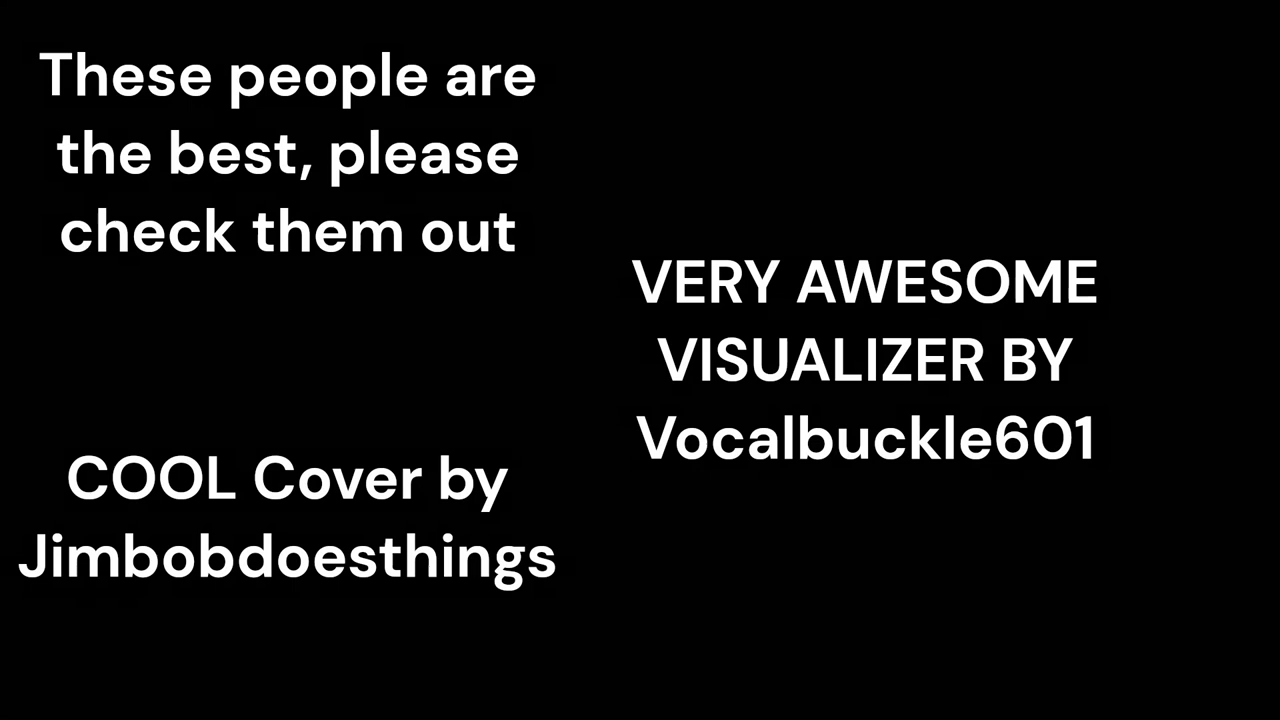 These people are
the best, please
check them out
VERY AWESOME
VISUALIZER BY
Vocalbuckle601
COOL Cover by
Jimbobdoesthings